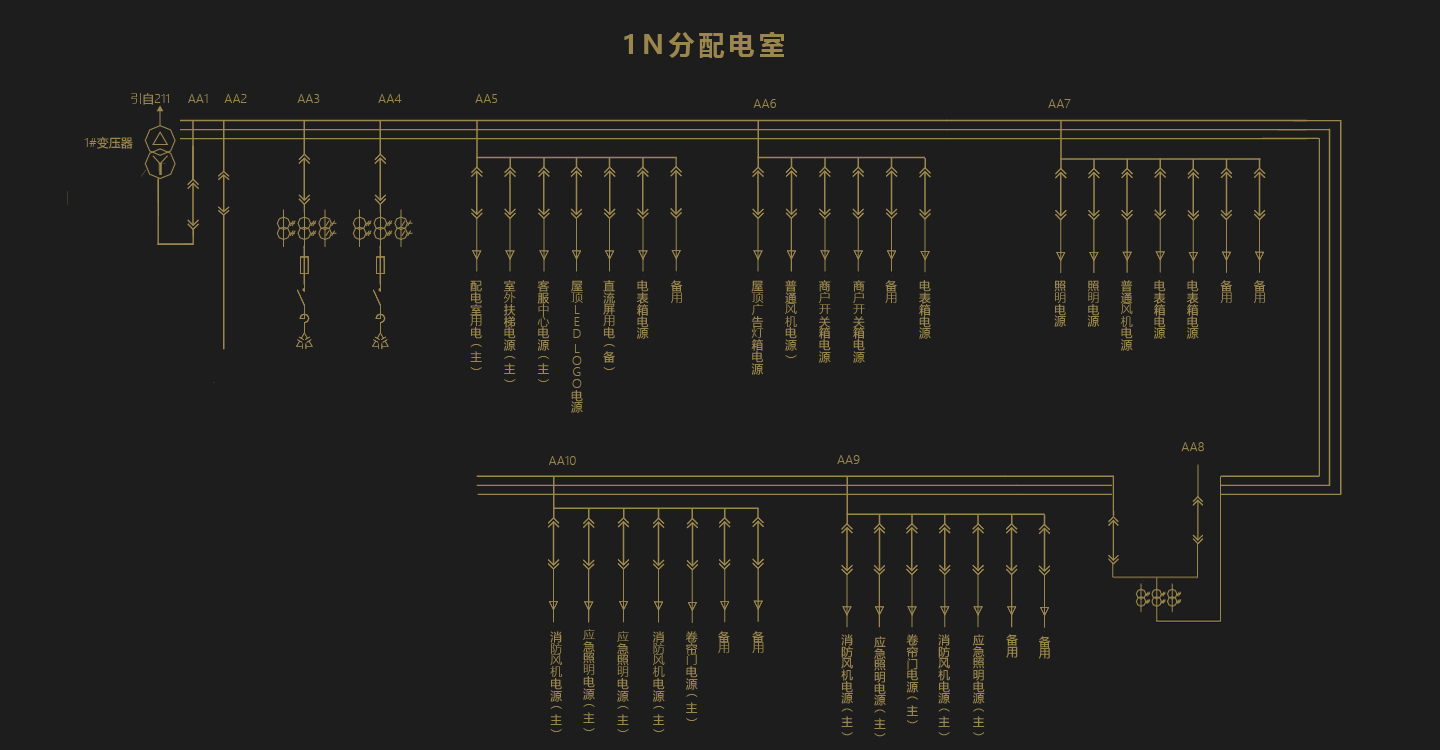 1N分配电室
引自211
AA1
AA2
AA3
AA4
AA5
AA6
AA7
1#变压器
配电室用电(主)
室外扶梯电源(主)
客服中心电源(主)
屋顶LED LOGO电源
直流屏用电(备)
电表箱电源
备用
屋顶广告灯箱电源
普通风机电源)
商户开关箱电源
商户开关箱电源
备用
电表箱电源
照明电源
照明电源
普通风机电源
电表箱电源
电表箱电源
备用
备用
AA10
AA9
AA8
消防风机电源(主)
应急照明电源(主)
应急照明电源(主)
消防风机电源(主)
卷帘门电源(主)
备用
备用
消防风机电源(主)
应急照明电源(主)
卷帘门电源(主)
消防风机电源(主)
应急照明电源(主)
备用
备用